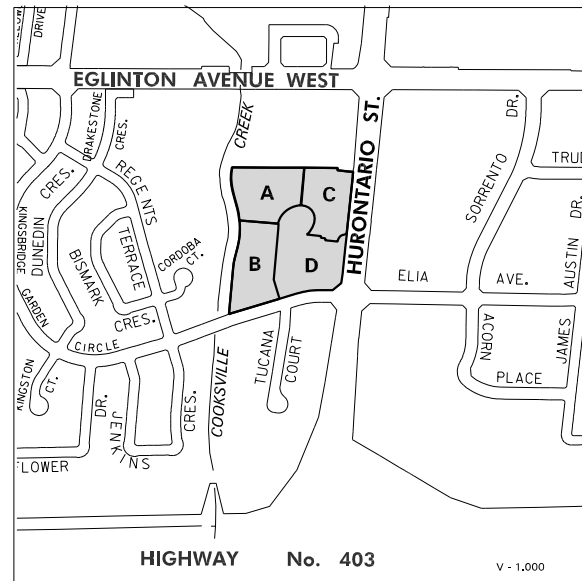 DRIVE
EGLINTON AVENUE WEST
DRAKESTONE
CRES.
CREEK
HURONTARIO ST.
DR.
SORRENTO
TRUD
CRES.
REGENTS
A
C
KINGSBRIDGE
DUNEDIN
BISMARK
TERRACE
CORDOBA
CT.
B
D
ELIA AVE.
AUSTIN DR.
GARDEN
CIRCLE
CRES.
KINGSTON
CT.
DR.
JENKINS
CRES.
COOKSVILLE
TUCANA
COURT
ACORN
PLACE
JAMES
FLOWER
HIGHWAY No. 403
V - 1.000